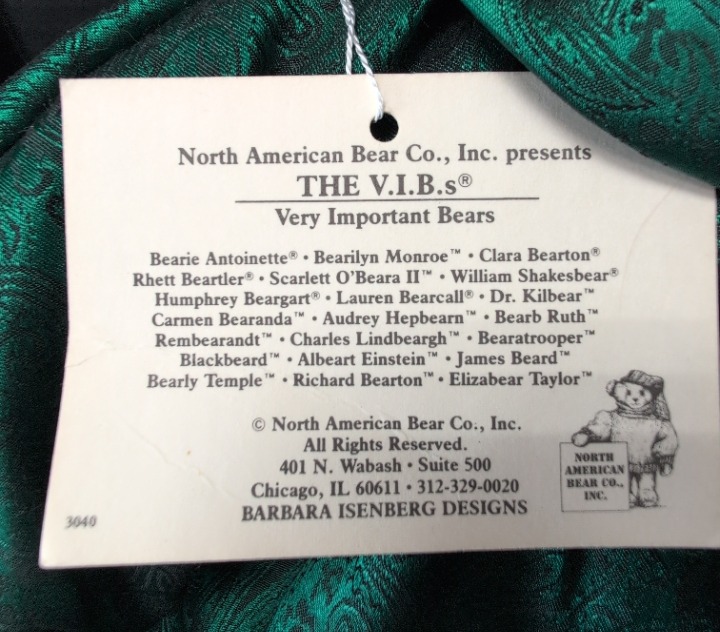 North American Bear Co., Inc. presents
THE V.I.B.s®
Very Important Bears
Bearie Antoinette® • Bearilyn Monroe™ • Clara Bearton®
Rhett Beartler® • Scarlett O'Beara II™ • William Shakesbear®
Humphrey Beargart® • Lauren Bearcall® • Dr. Kilbear™
Carmen Bearanda™ • Audrey Hepbearn™ • Bearb Ruth™
Rembearandt™ • Charles Lindbeargh™ • Bearatrooper™
Blackbeard™ • Albeart Einstein™ • James Beard™
Bearly Temple™ • Richard Bearton™ • Elizabear Taylor™
© North American Bear Co., Inc.
All Rights Reserved.
401 N. Wabash • Suite 500
Chicago, IL 60611 • 312-329-0020
BARBARA ISENBERG DESIGNS
NORTH
AMERICAN
BEAR CO.,
INC.
3040